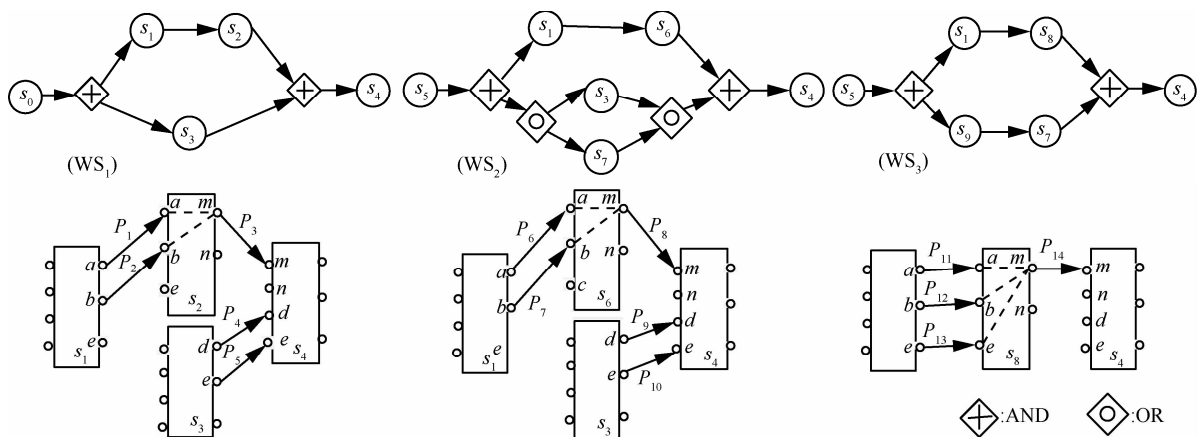 s0 s1 s2 s3 s4
(WS1)
s5 s1 s6 s3 s7 s4
(WS2)
s5 s1 s8 s9 s7 s4
(WS3)
a b e s1
P1 P2
a m b n e s2
P3
P4 P5
d e s3
m n d e s4
a b e s1
P6 P7
a m b n c s6
P8
P9 P10
d e s3
m n d e s4
a b e
P11 P12 P13
a m b n e s8
P14
m n d e s4
:AND :OR